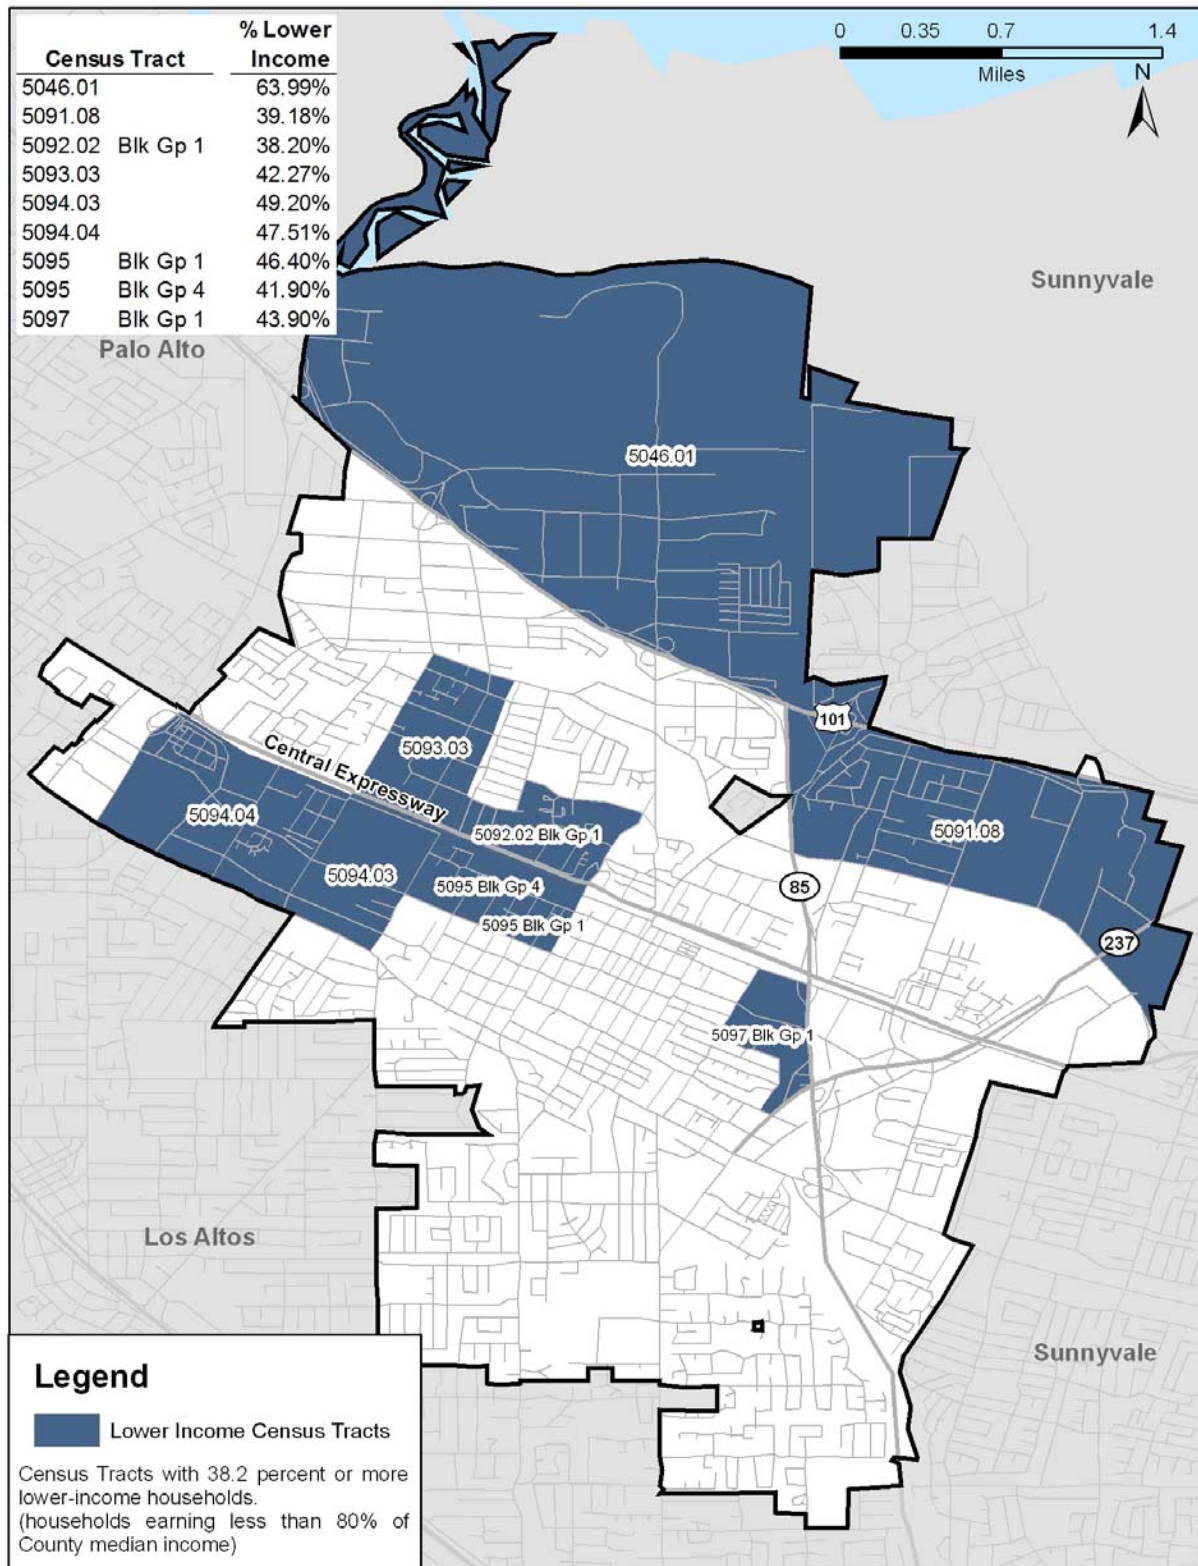 % Lower
Census Tract Income
5046.01 63.99%
5091.08 39.18%
5092.02 Blk Gp 1 38.20%
5093.03 42.27%
5094.03 49.20%
5094.04 47.51%
5095 Blk Gp 1 46.40%
5095 Blk Gp 4 41.90%
5097 Blk Gp 1 43.90%
0 0.35 0.7 1.4
Miles
N
Sunnyvale
Palo Alto
5046.01
101
5093.03
Central Expressway
5094.04
5092.02 Blk Gp 1
5091.08
5094.03
5095 Blk Gp 4
85
5095 Blk Gp 1
237
5097 Blk Gp 1
Los Altos
Sunnyvale
Legend
Lower Income Census Tracts
Census Tracts with 38.2 percent or more
lower-income households.
(households earning less than 80% of
County median income)